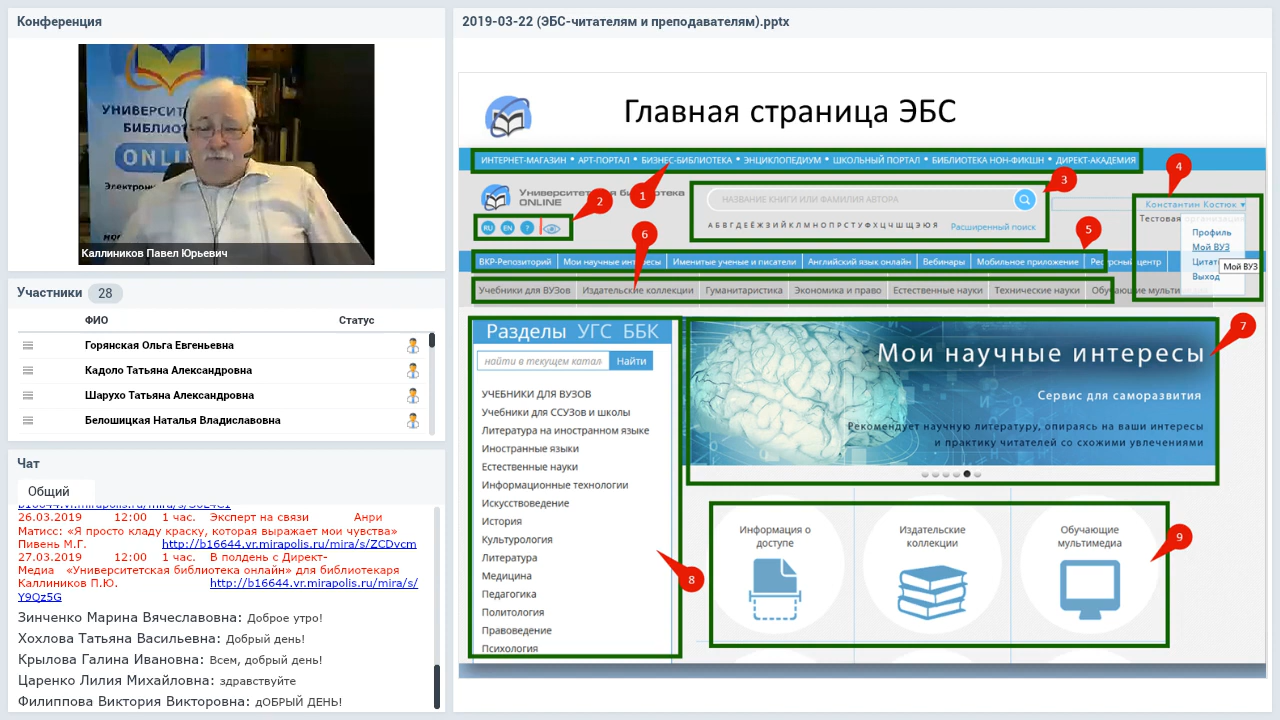 Конференция
УНИВЕРСИТ
БИБЛИОТ
ONLIN
Электронно
Каллиников Павел Юрьевич
Участники 28
ФИО Статус
Горянская Ольга Евгеньевна
Кадоло Татьяна Александровна
Шарухо Татьяна Александровна
Белошицкая Наталья Владиславовна
Чат
Общий
26.03.2019 12:00 1 час. Эксперт на связи Анри
Матисс: «Я просто кладу краску, которая выражает мои чувства»
Пивень М.Г. http://b16644.vr.mirapolis.ru/mira/s/ZCDvcm
27.03.2019 12:00 1 час. В полдень с Директ-
Медиа «Университетская библиотека онлайн» для библиотекаря
Каллиников П.Ю. http://b16644.vr.mirapolis.ru/mira/s/
Y9Qz5G
Зинченко Марина Вячеславовна: Доброе утро!
Хохлова Татьяна Васильевна: Добрый день!
Крылова Галина Ивановна: Всем, добрый день!
Царенко Лилия Михайловна: здравствуйте
Филиппова Виктория Викторовна: дОБРЫЙ ДЕНЬ!
2019-03-22 (ЭБС-читателям и преподавателям).pptx
Главная страница ЭБС
ИНТЕРНЕТ-МАГАЗИН • АРТ-ПОРТАЛ • БИЗНЕС-БИБЛИОТЕКА • ЭНЦИКЛОПЕДИУМ • ШКОЛЬНЫЙ ПОРТАЛ • БИБЛИОТЕКА НОН-ФИКШН • ДИРЕКТ-АКАДЕМИЯ
1
2
3
4
5
6
Университетская библиотека
ONLINE
RU EN ?
НАЗВАНИЕ КНИГИ ИЛИ ФАМИЛИЯ АВТОРА
А Б В Г Д Е Ё Ж З И Й К Л М Н О П Р С Т У Ф Х Ц Ч Ш Щ Э Ю Я Расширенный поиск
Константин Костюк ▾
Тестовая организация
Профиль
Мой ВУЗ
Цитат
Мой ВУЗ
Выход
ВКР-Репозиторий Мои научные интересы Именитые ученые и писатели Английский язык онлайн Вебинары Мобильное приложение Ресурсный центр
Учебники для ВУЗов Издательские коллекции Гуманитаристика Экономика и право Естественные науки Технические науки Обучающие мультимедиа
Разделы УГС ББК
найти в текущем катал Найти
УЧЕБНИКИ ДЛЯ ВУЗОВ
Учебники для ССУЗов и школы
Литература на иностранном языке
Иностранные языки
Естественные науки
Информационные технологии
Искусствоведение
История
Культурология
Литература
Медицина
Педагогика
Политология
Правоведение
Психология
8
Мои научные интересы
7
Сервис для саморазвития
Рекомендует научную литературу, опираясь на ваши интересы
и практику читателей со схожими увлечениями
Информация о
доступе
Издательские
коллекции
Обучающие
мультимедиа
9